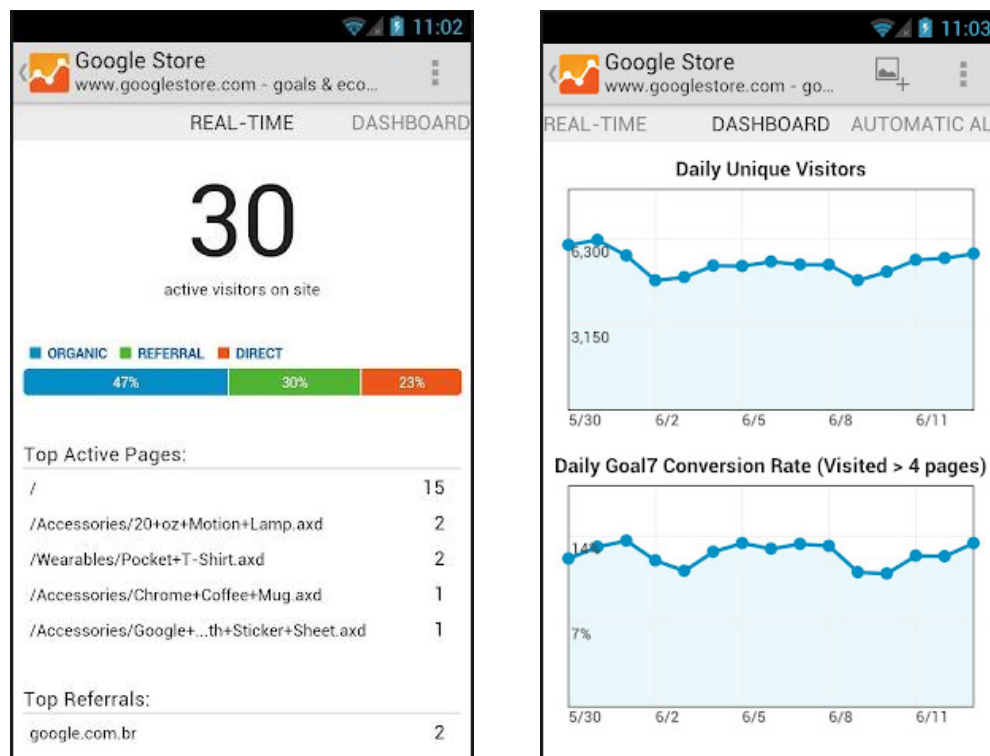 11:02
Google Store
www.googlestore.com - goals & eco...
REAL-TIME DASHBOARD
30
active visitors on site
ORGANIC REFERRAL DIRECT
47% 30% 23%
Top Active Pages:
/ 15
/Accessories/20+oz+Motion+Lamp.axd 2
/Wearables/Pocket+T-Shirt.axd 2
/Accessories/Chrome+Coffee+Mug.axd 1
/Accessories/Google+...th+Sticker+Sheet.axd 1
Top Referrals:
google.com.br 2
11:03
Google Store
www.googlestore.com - go...
REAL-TIME DASHBOARD AUTOMATIC AL
Daily Unique Visitors
6,300
3,150
5/30 6/2 6/5 6/8 6/11
Daily Goal7 Conversion Rate (Visited > 4 pages)
14%
7%
5/30 6/2 6/5 6/8 6/11